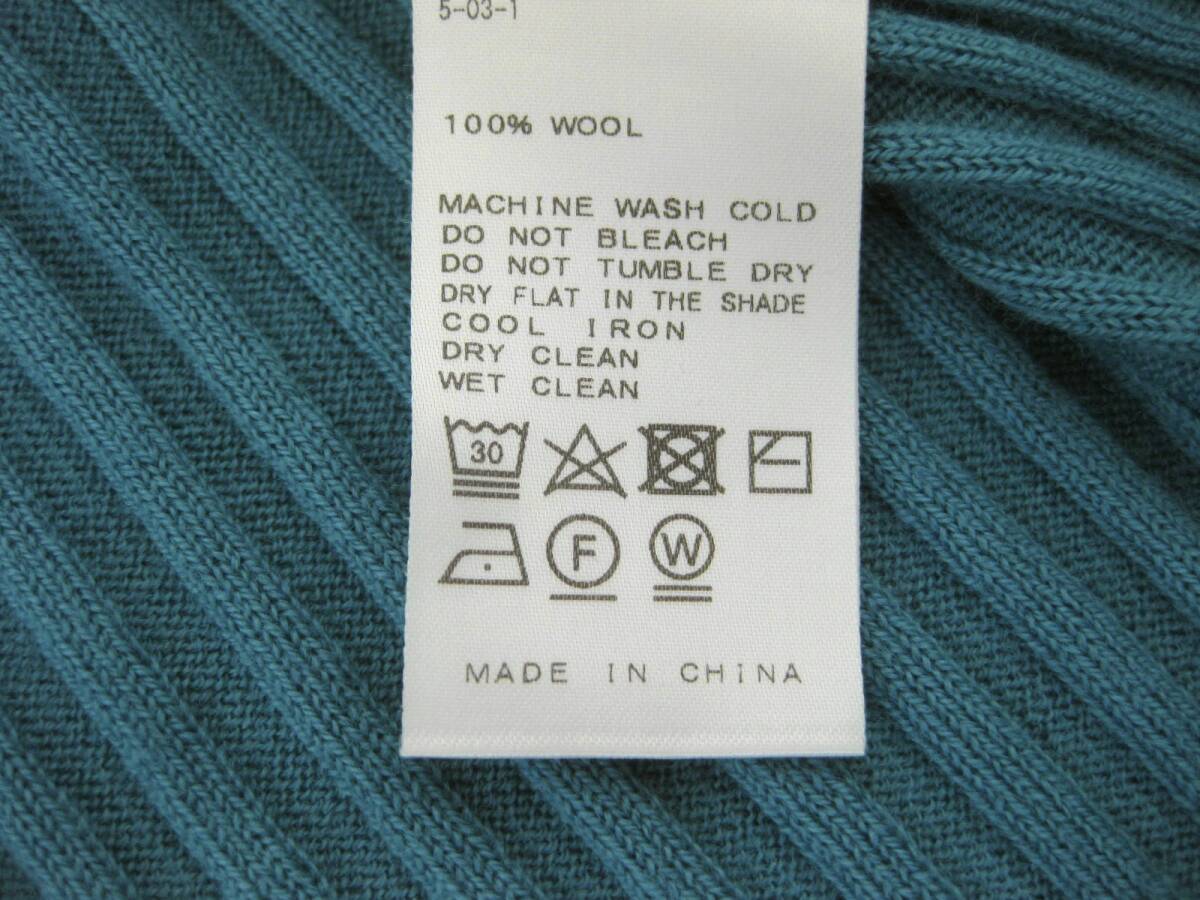 5-03-1
100% WOOL
MACHINE WASH COLD
DO NOT BLEACH
DO NOT TUMBLE DRY
DRY FLAT IN THE SHADE
COOL IRON
DRY CLEAN
WET CLEAN
30
F W
MADE IN CHINA